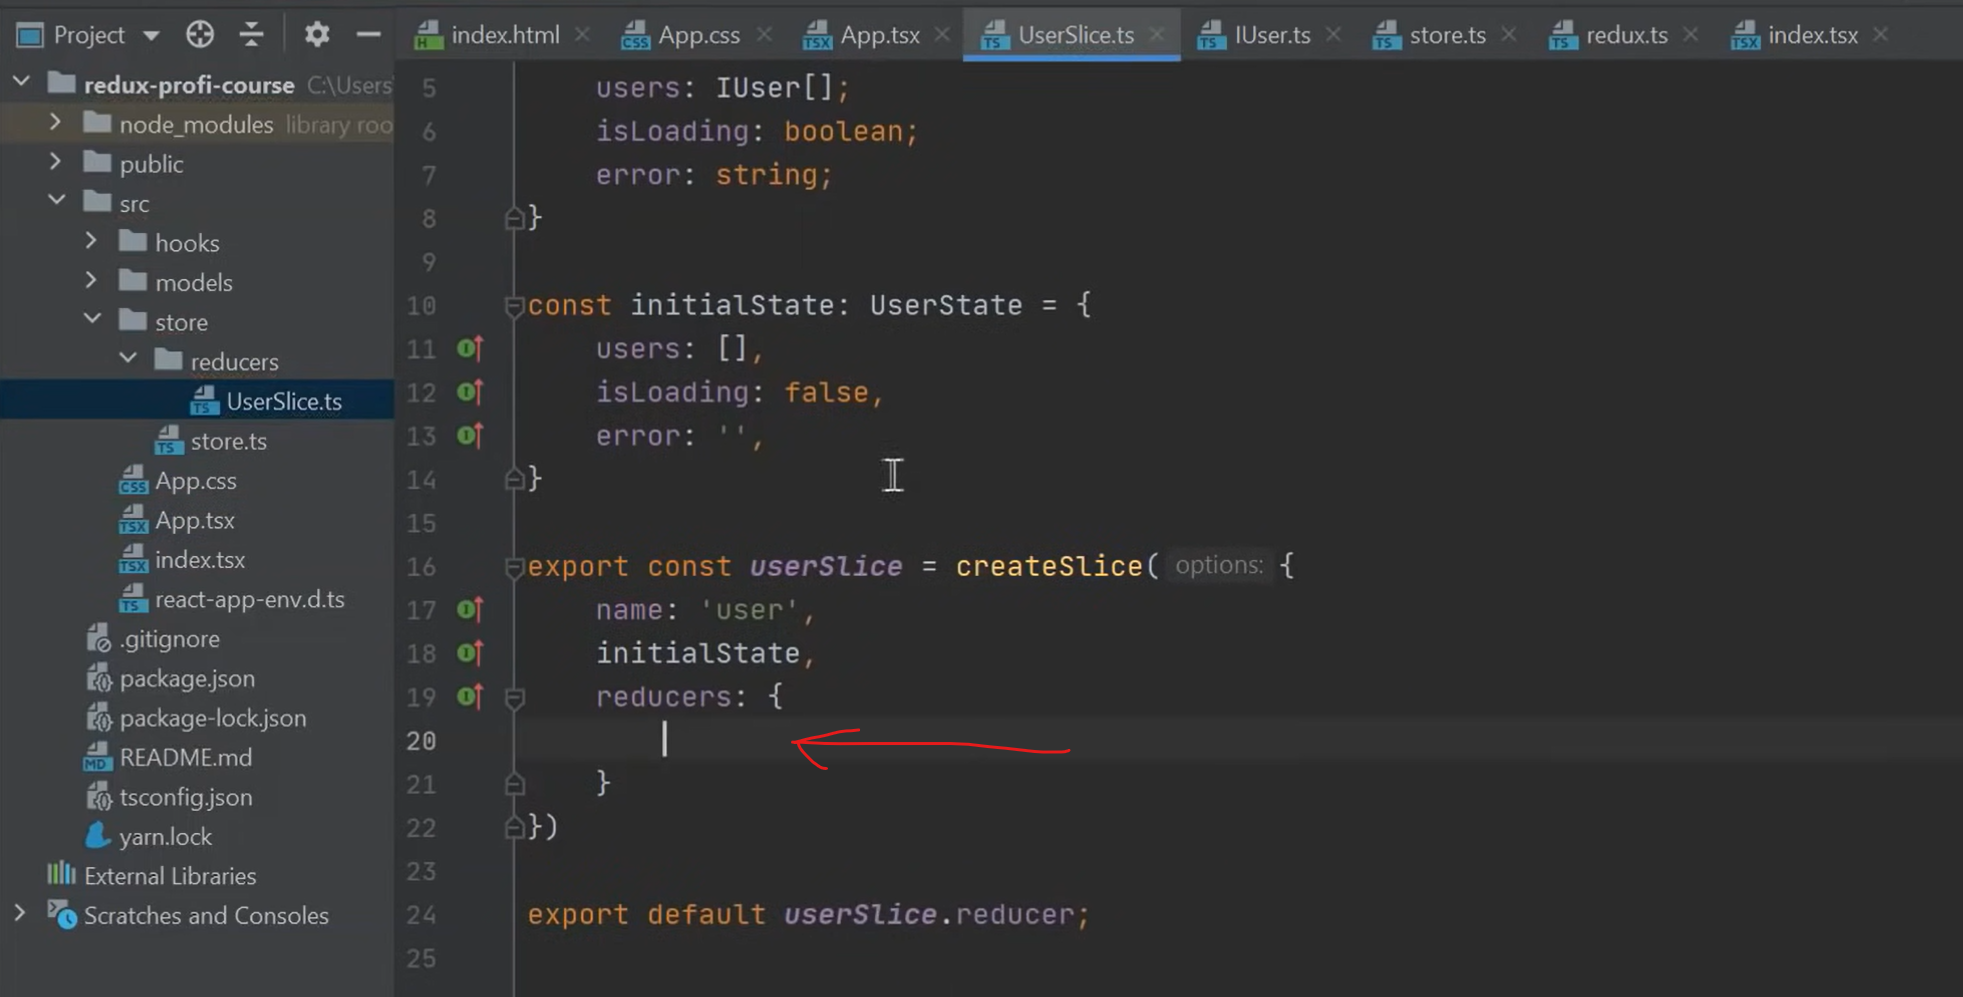 Project
index.html
App.css
App.tsx
UserSlice.ts
IUser.ts
store.ts
redux.ts
index.tsx
redux-profi-course C:\Users
node_modules library roo
public
src
hooks
models
store
reducers
UserSlice.ts
store.ts
App.css
App.tsx
index.tsx
react-app-env.d.ts
.gitignore
package.json
package-lock.json
README.md
tsconfig.json
yarn.lock
External Libraries
Scratches and Consoles
5 users: IUser[];
6 isLoading: boolean;
7 error: string;
8 }
9
10 const initialState: UserState = {
11 users: [],
12 isLoading: false,
13 error: '',
14 }
15
16 export const userSlice = createSlice( options: {
17 name: 'user',
18 initialState,
19 reducers: {
20
21 }
22 })
23
24 export default userSlice.reducer;
25